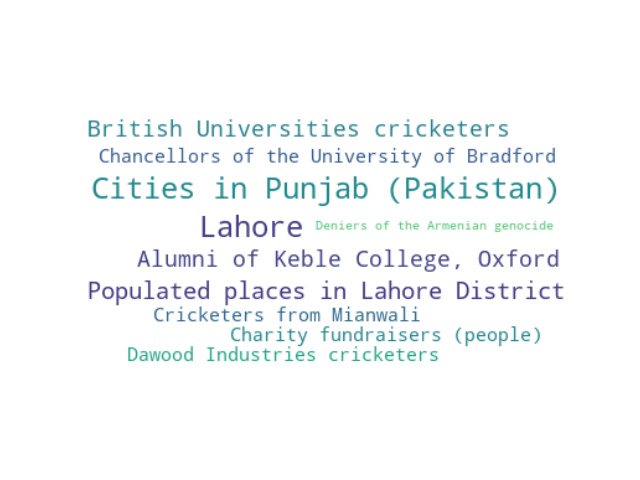 British Universities cricketers
Chancellors of the University of Bradford
Cities in Punjab (Pakistan)
Lahore Deniers of the Armenian genocide
Alumni of Keble College, Oxford
Populated places in Lahore District
Cricketers from Mianwali
Charity fundraisers (people)
Dawood Industries cricketers